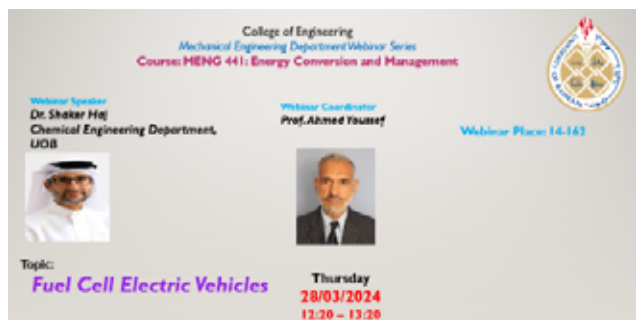 College of Engineering
Mechanical Engineering Department Webinar Series
Course: MENG 441: Energy Conversion and Management
Webinar Speaker
Dr. Shaker Haj
Chemical Engineering Department,
UOB
Webinar Coordinator
Prof. Ahmed Youssef
Webinar Place: 14-162
Topic:
Fuel Cell Electric Vehicles
Thursday
28/03/2024
12:20 – 13:20